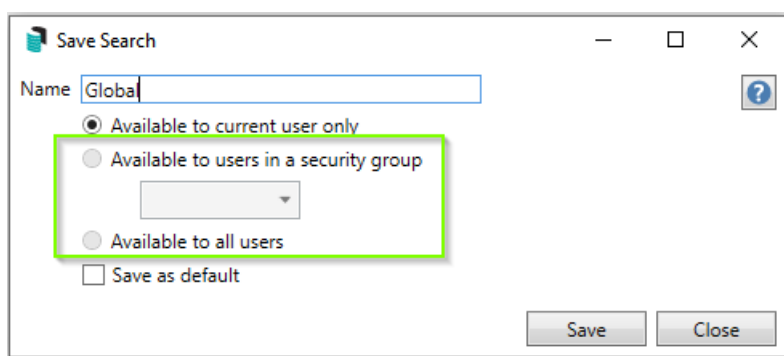 Save Search
Name Global
Available to current user only
Available to users in a security group
Available to all users
Save as default
Save Close